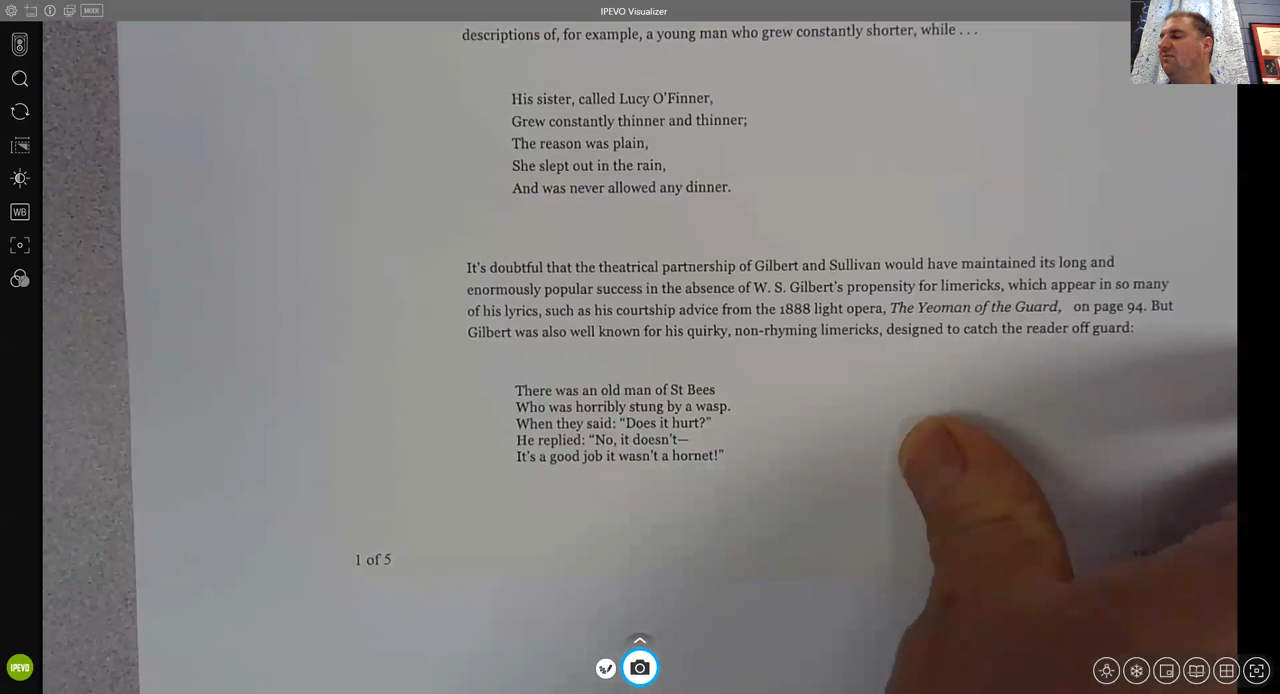 MODE
IPEVO Visualizer
WB
descriptions of, for example, a young man who grew constantly shorter, while . . .
His sister, called Lucy O'Finner,
Grew constantly thinner and thinner;
The reason was plain,
She slept out in the rain,
And was never allowed any dinner.
It's doubtful that the theatrical partnership of Gilbert and Sullivan would have maintained its long and
enormously popular success in the absence of W. S. Gilbert's propensity for limericks, which appear in so many
of his lyrics, such as his courtship advice from the 1888 light opera, The Yeoman of the Guard, on page 94. But
Gilbert was also well known for his quirky, non-rhyming limericks, designed to catch the reader off guard:
There was an old man of St Bees
Who was horribly stung by a wasp.
When they said: “Does it hurt?”
He replied: “No, it doesn't—
It's a good job it wasn't a hornet!”
1 of 5
IPEVO